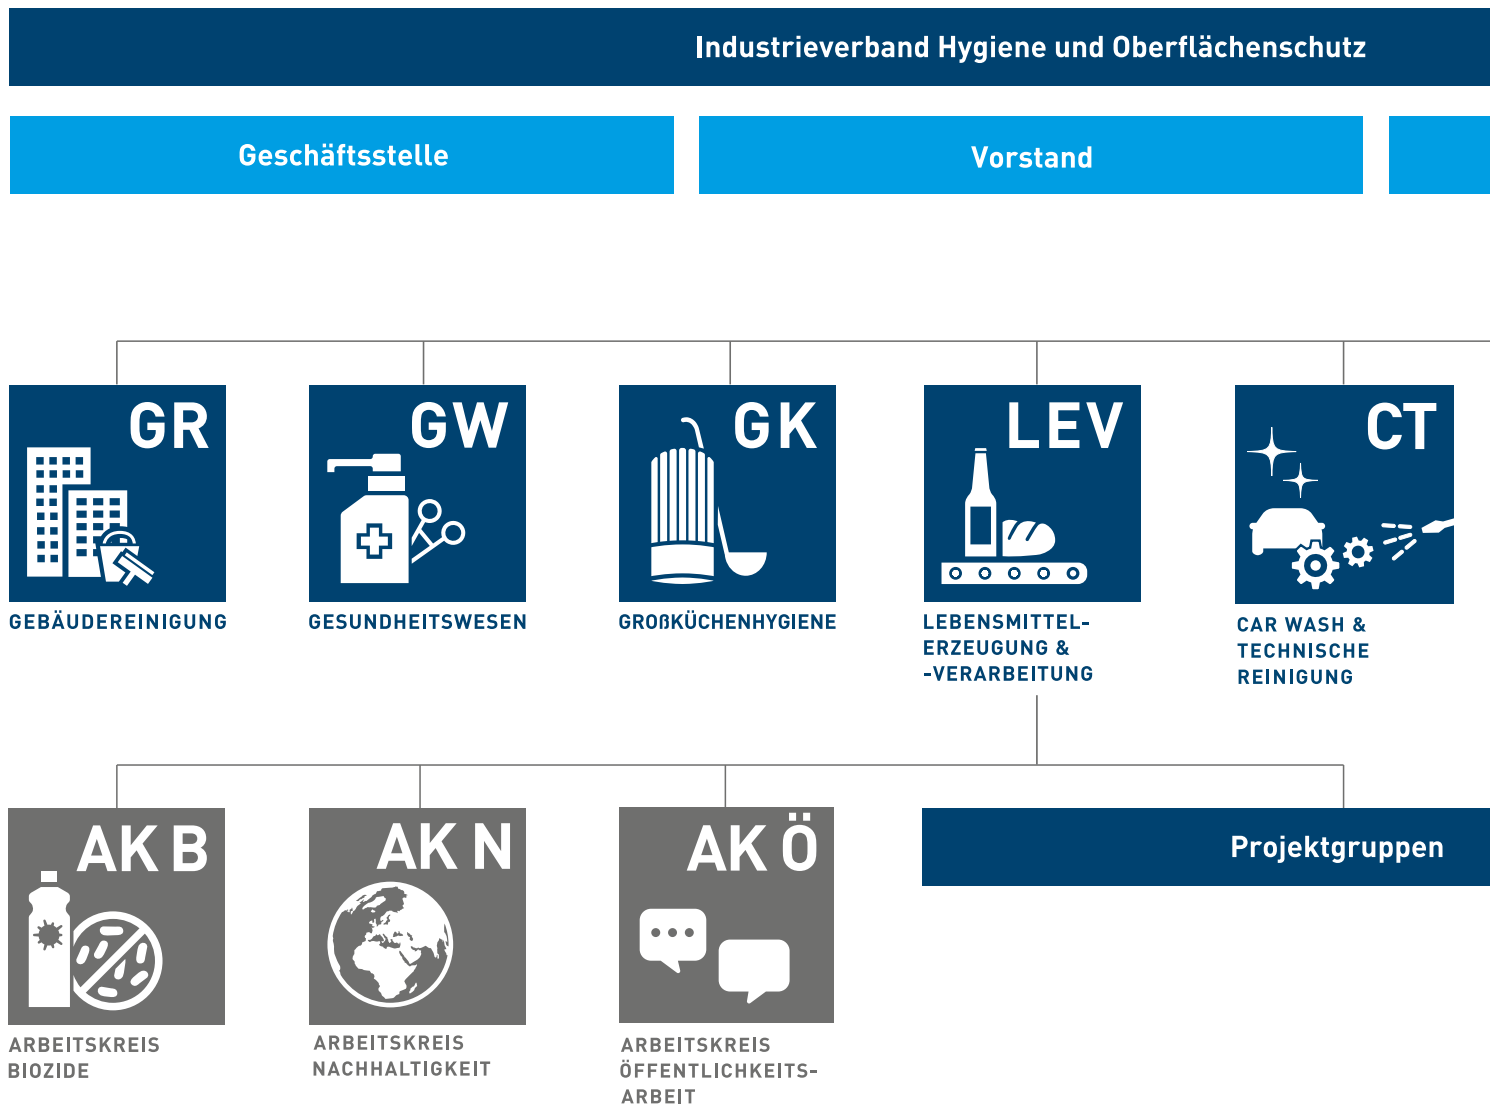 Industrieverband Hygiene und Oberflächenschutz
Geschäftsstelle
Vorstand
GR
GEBÄUDEREINIGUNG
GW
GESUNDHEITSWESEN
GK
GROßKÜCHENHYGIENE
LEV
LEBENSMITTEL-
ERZEUGUNG &
-VERARBEITUNG
CT
CAR WASH &
TECHNISCHE
REINIGUNG
AK B
ARBEITSKREIS
BIOZIDE
AK N
ARBEITSKREIS
NACHHALTIGKEIT
AK Ö
ARBEITSKREIS
ÖFFENTLICHKEITS-
ARBEIT
Projektgruppen